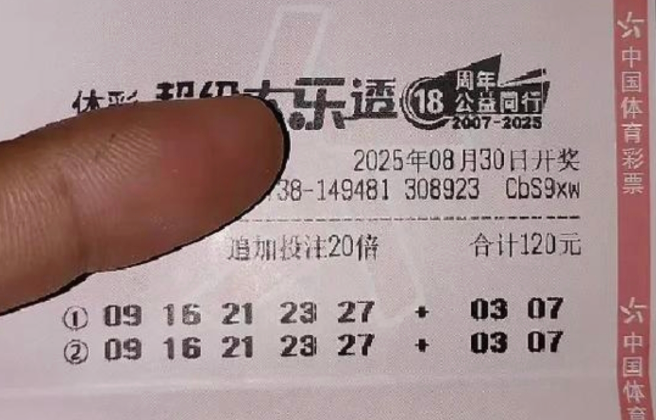 体彩 超级大乐透 18 周年
公益同行
2007-2025
2025年08月30日开奖
38-149481 308923 CbS9xw
追加投注20倍 合计120元
① 09 16 21 23 27 + 03 07
② 09 16 21 23 27 + 03 07
中国体育彩票
中国体育